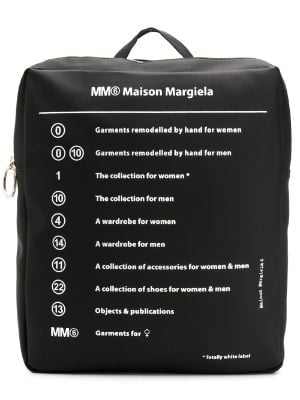 MM⑥ Maison Margiela
⓪ Garments remodelled by hand for women
⓪ ⑩ Garments remodelled by hand for men
1 The collection for women *
⑩ The collection for men
④ A wardrobe for women
⑭ A wardrobe for men
⑪ A collection of accessories for women & men
㉒ A collection of shoes for women & men
⑬ Objects & publications
MM⑥ Garments for ♀
* Totally white label
Maison Margiela